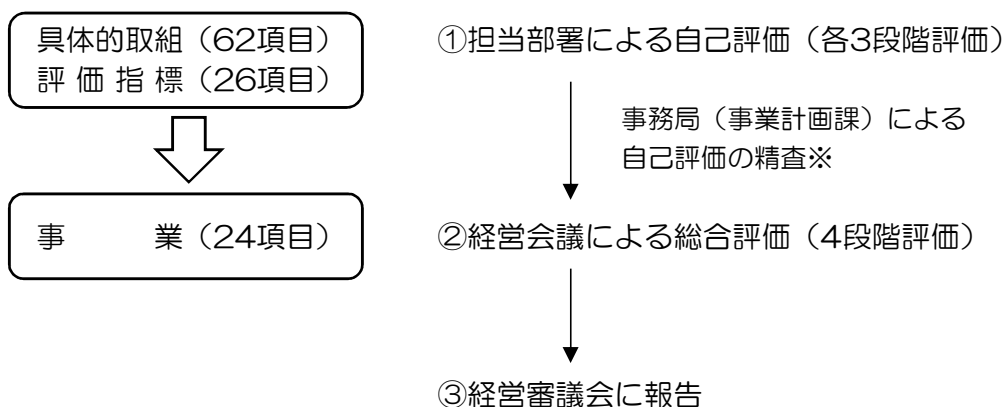 具体的取組（62項目）
評 価 指 標（26項目）
事　　　業（24項目）
①担当部署による自己評価（各3段階評価）
事務局（事業計画課）による
自己評価の精査※
②経営会議による総合評価（4段階評価）
③経営審議会に報告